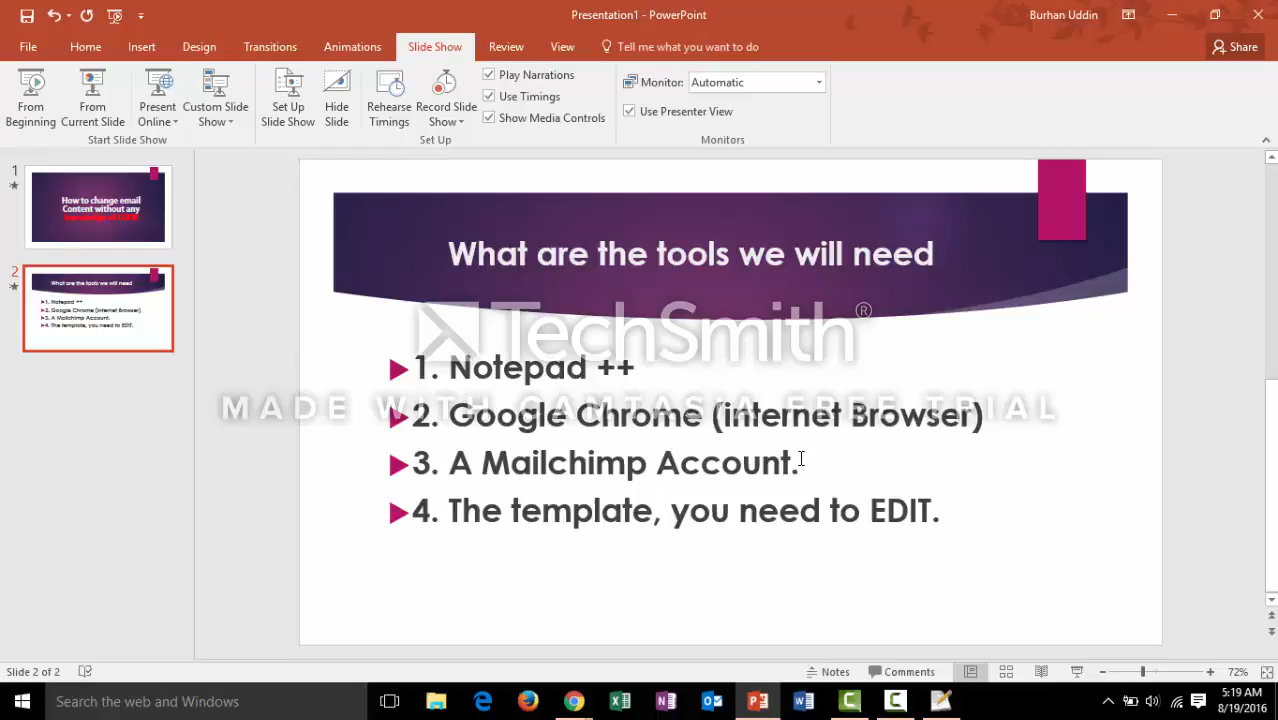 Presentation1 - PowerPoint
Burhan Uddin
File Home Insert Design Transitions Animations Slide Show Review View Tell me what you want to do Share
From Beginning
From Current Slide
Present Online
Custom Slide Show
Set Up Slide Show
Hide Slide
Rehearse Timings
Record Slide Show
Play Narrations
Use Timings
Show Media Controls
Monitor: Automatic
Use Presenter View
Start Slide Show
Set Up
Monitors
1
How to change email
Content without any
2
What are the tools we will need
1. Notepad ++
2. Google Chrome (internet Browser)
3. A Mailchimp Account.
4. The template, you need to EDIT.
What are the tools we will need
TechSmith®
1. Notepad ++
MADE WITH CAMTASIA FREE TRIAL
2. Google Chrome (internet Browser)
3. A Mailchimp Account.
4. The template, you need to EDIT.
Slide 2 of 2
Notes
Comments
72%
Search the web and Windows
5:19 AM
8/19/2016